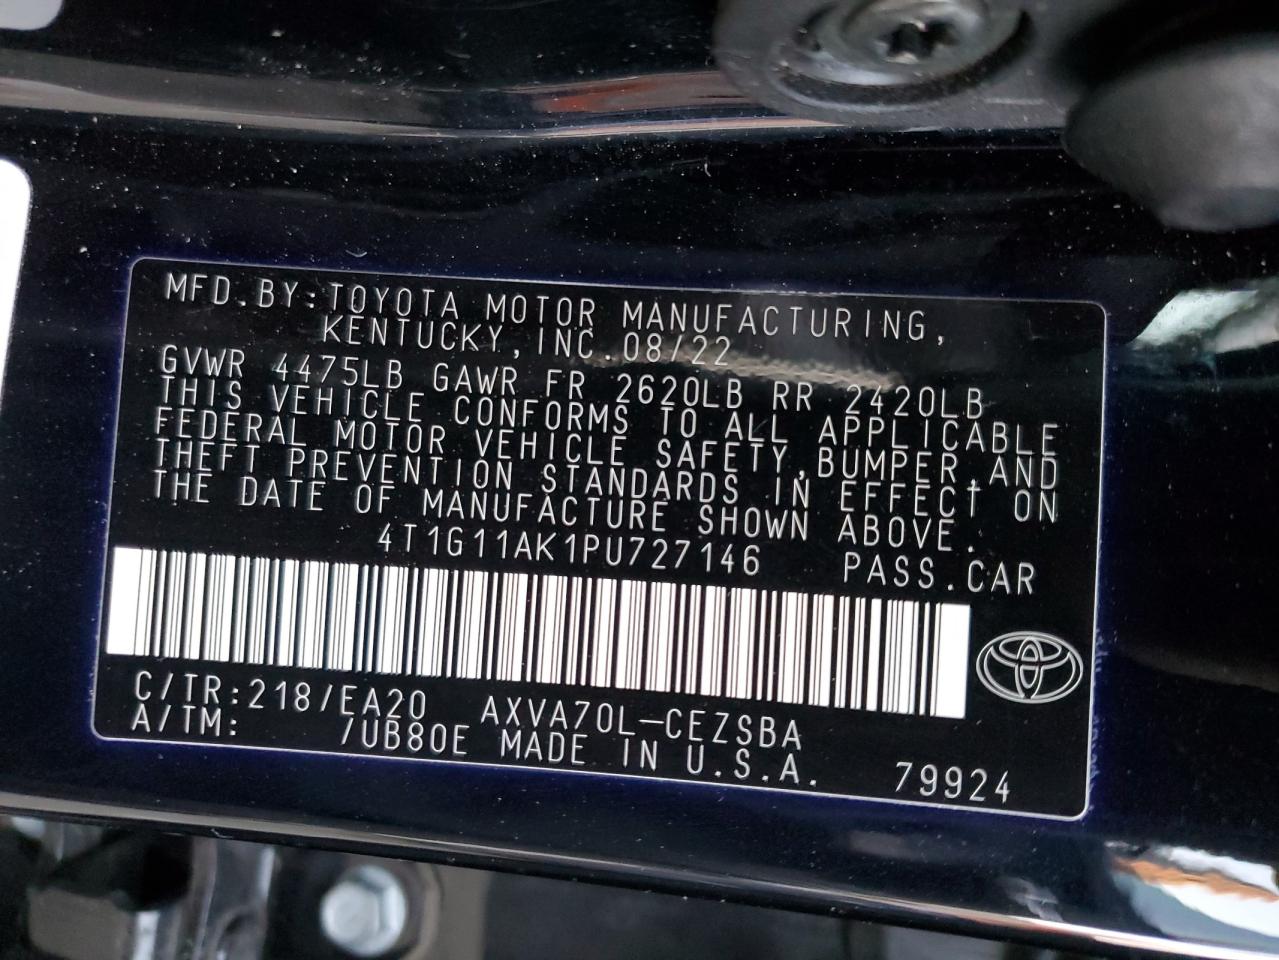 MFD.BY:TOYOTA MOTOR MANUFACTURING,
KENTUCKY,INC.08/22
GVWR 4475LB GAWR FR 2620LB RR 2420LB
THIS VEHICLE CONFORMS TO ALL APPLICABLE
FEDERAL MOTOR VEHICLE SAFETY,BUMPER,AND
THEFT PREVENTION STANDARDS IN EFFECT ON
THE DATE OF MANUFACTURE SHOWN ABOVE.
4T1G11AK1PU727146 PASS.CAR
C/TR:218/EA20 AXVA70L-CEZSBA
A/TM: 7UB80E MADE IN U.S.A. 79924